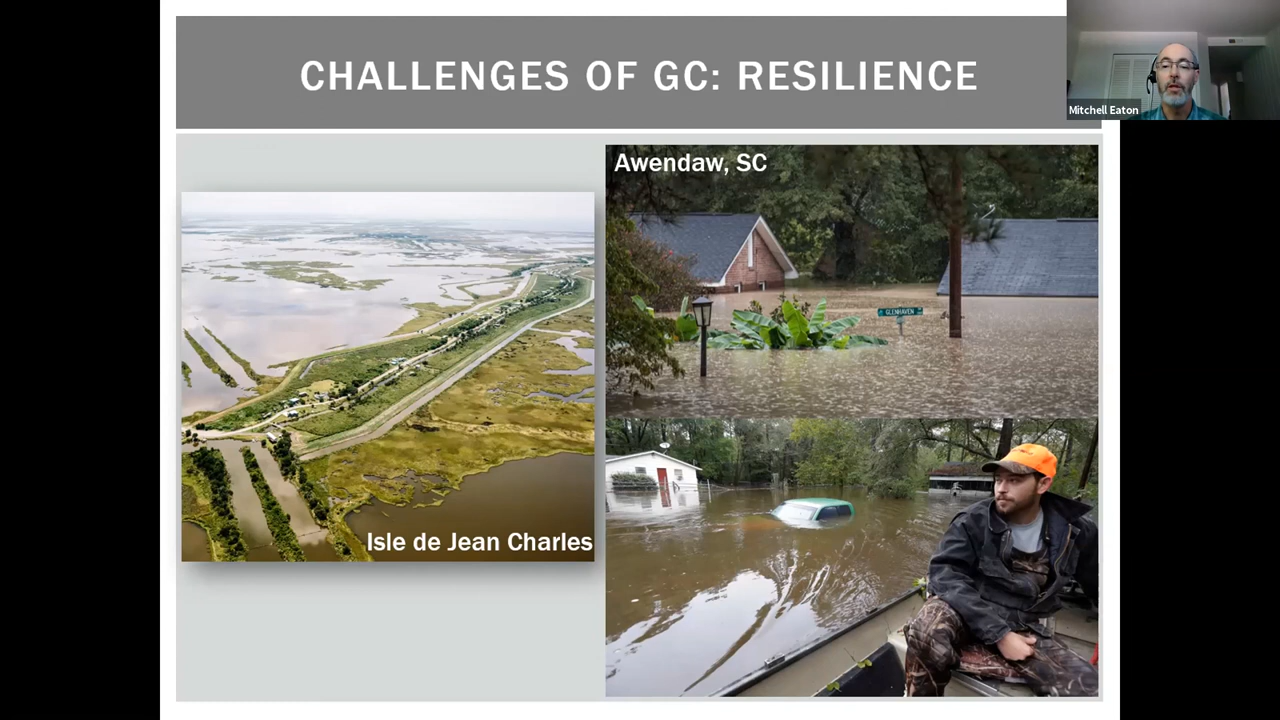 CHALLENGES OF GC: RESILIENCE
Mitchell Eaton
Awendaw, SC
GLENHAVEN
Isle de Jean Charles